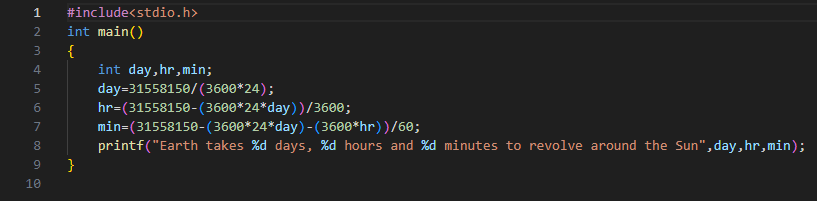 1 #include<stdio.h>
2 int main()
3 {
4 int day,hr,min;
5 day=31558150/(3600*24);
6 hr=(31558150-(3600*24*day))/3600;
7 min=(31558150-(3600*24*day)-(3600*hr))/60;
8 printf("Earth takes %d days, %d hours and %d minutes to revolve around the Sun",day,hr,min);
9 }
10